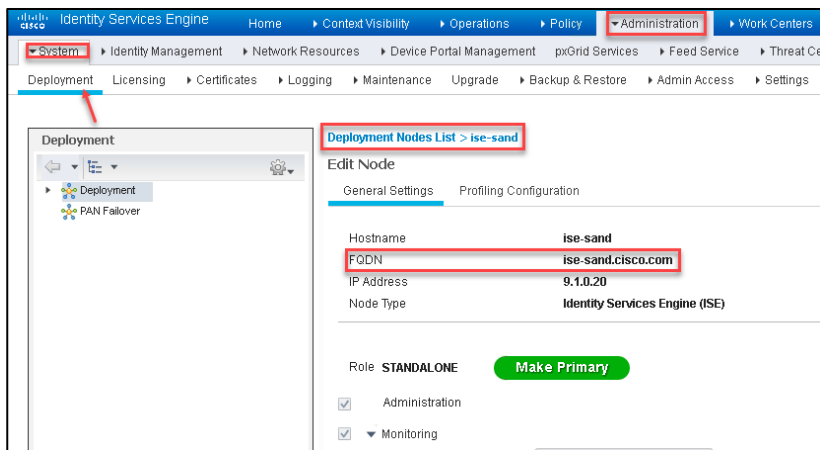 cisco Identity Services Engine Home Context Visibility Operations Policy Administration Work Centers
System Identity Management Network Resources Device Portal Management pxGrid Services Feed Service Threat Ce
Deployment Licensing Certificates Logging Maintenance Upgrade Backup & Restore Admin Access Settings
Deployment
Deployment
PAN Failover
Deployment Nodes List > ise-sand
Edit Node
General Settings Profiling Configuration
Hostname ise-sand
FQDN ise-sand.cisco.com
IP Address 9.1.0.20
Node Type Identity Services Engine (ISE)
Role STANDALONE Make Primary
Administration
Monitoring